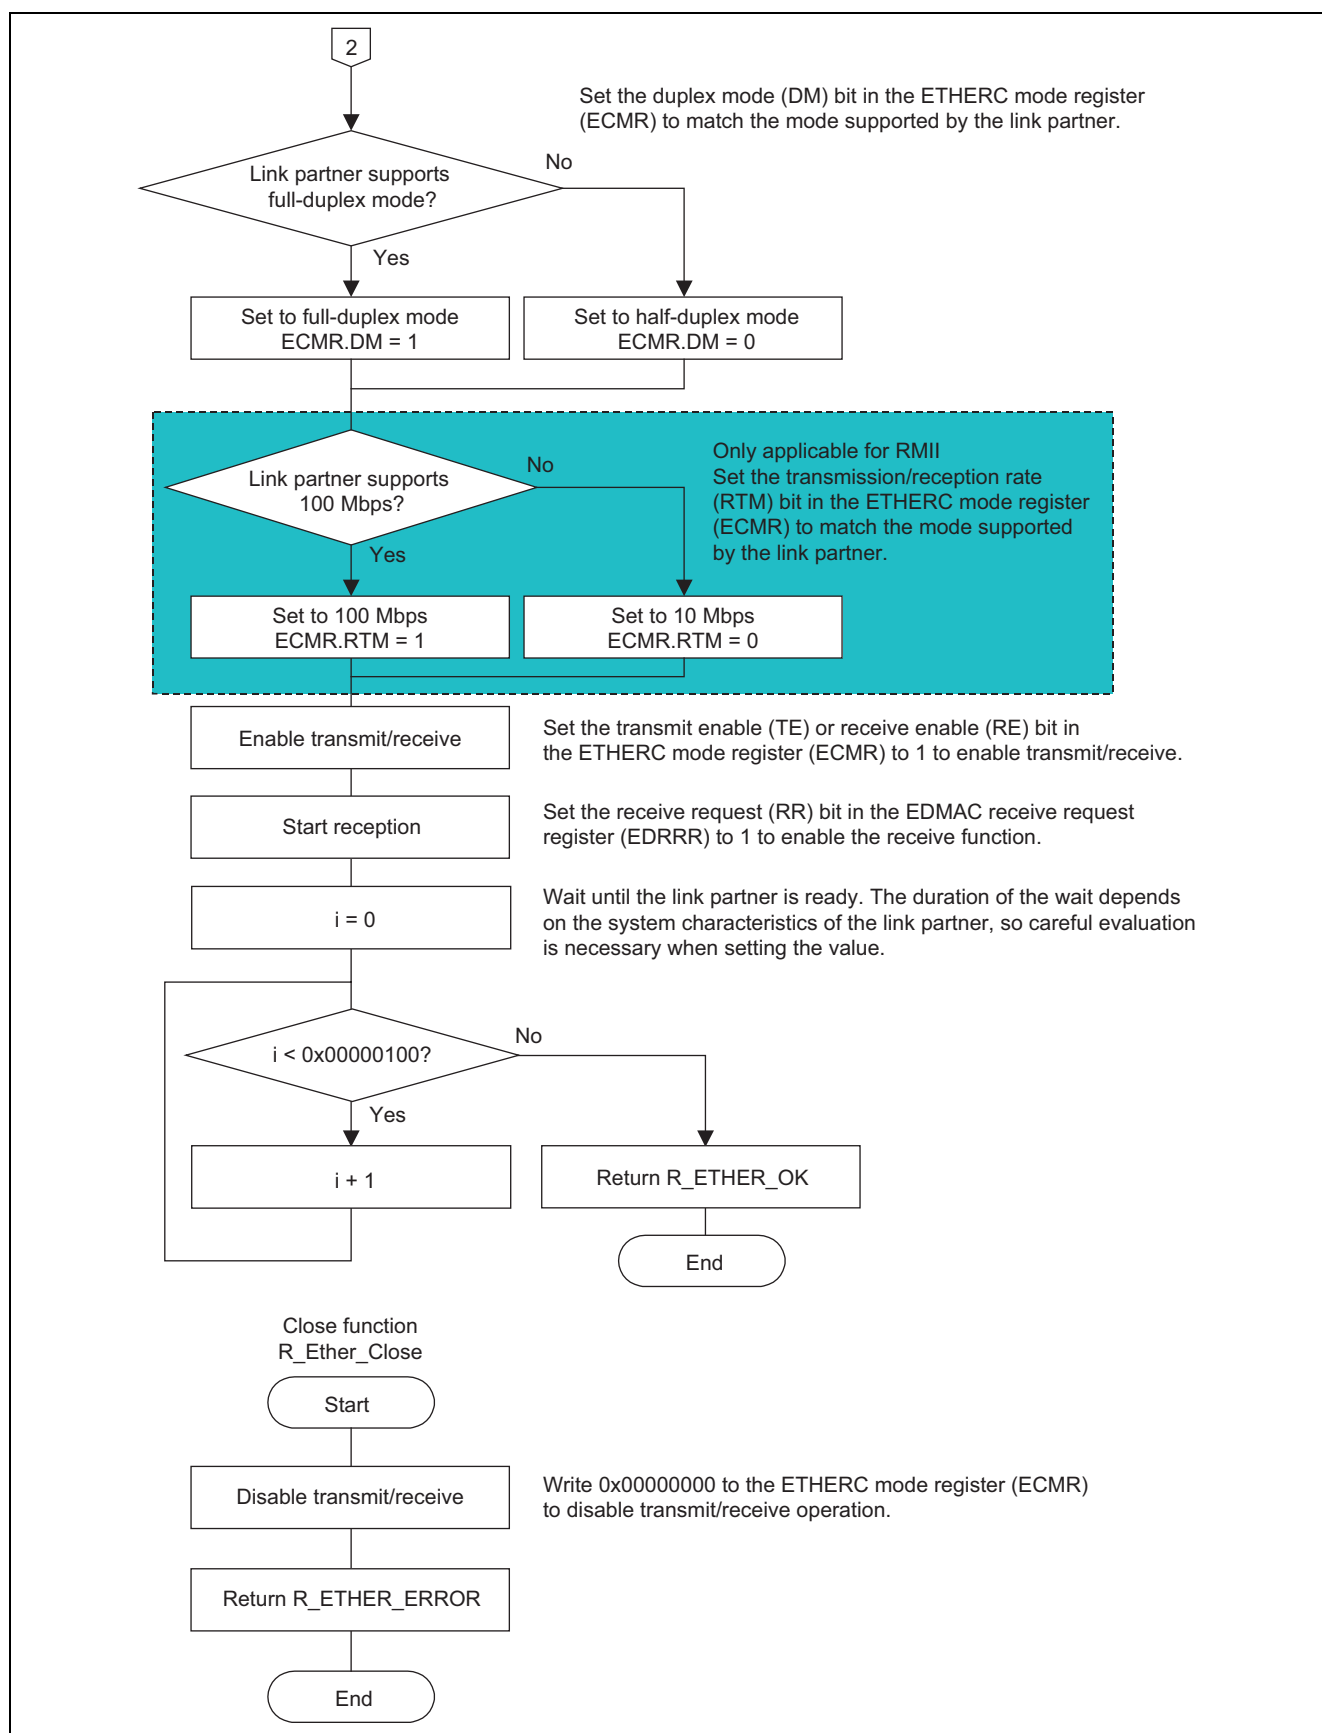 2
Set the duplex mode (DM) bit in the ETHERC mode register
(ECMR) to match the mode supported by the link partner.
No
Link partner supports
full-duplex mode?
Yes
Set to full-duplex mode
ECMR.DM = 1
Set to half-duplex mode
ECMR.DM = 0
Only applicable for RMII
Set the transmission/reception rate
(RTM) bit in the ETHERC mode register
(ECMR) to match the mode supported
by the link partner.
No
Link partner supports
100 Mbps?
Yes
Set to 100 Mbps
ECMR.RTM = 1
Set to 10 Mbps
ECMR.RTM = 0
Enable transmit/receive
Set the transmit enable (TE) or receive enable (RE) bit in
the ETHERC mode register (ECMR) to 1 to enable transmit/receive.
Start reception
Set the receive request (RR) bit in the EDMAC receive request
register (EDRRR) to 1 to enable the receive function.
i = 0
Wait until the link partner is ready. The duration of the wait depends
on the system characteristics of the link partner, so careful evaluation
is necessary when setting the value.
No
i < 0x00000100?
Yes
i + 1
Return R_ETHER_OK
End
Close function
R_Ether_Close
Start
Disable transmit/receive
Write 0x00000000 to the ETHERC mode register (ECMR)
to disable transmit/receive operation.
Return R_ETHER_ERROR
End